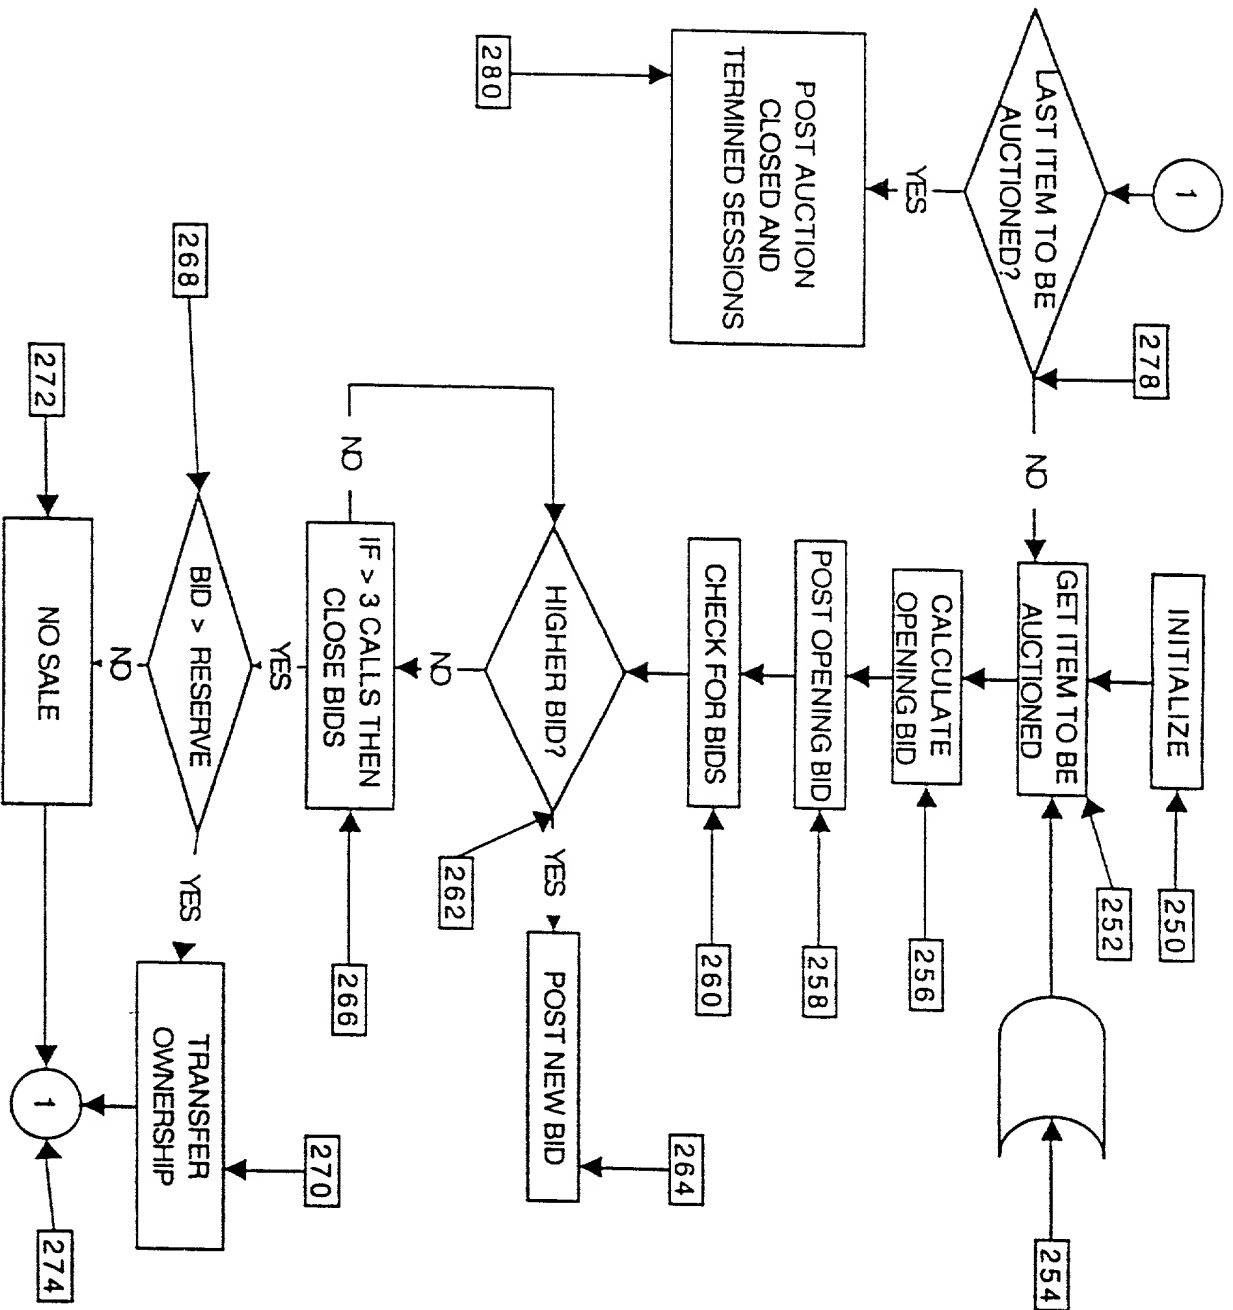 1
LAST ITEM TO BE
AUCTIONED?
278
YES
NO
POST AUCTION
CLOSED AND
TERMINED SESSIONS
280
INITIALIZE
250
GET ITEM TO BE
AUCTIONED
252
254
CALCULATE
OPENING BID
256
POST OPENING BID
258
CHECK FOR BIDS
260
HIGHER BID?
262
YES
POST NEW BID
264
NO
IF > 3 CALLS THEN
CLOSE BIDS
266
NO
YES
268
BID > RESERVE
YES
TRANSFER
OWNERSHIP
270
NO
272
NO SALE
1
274